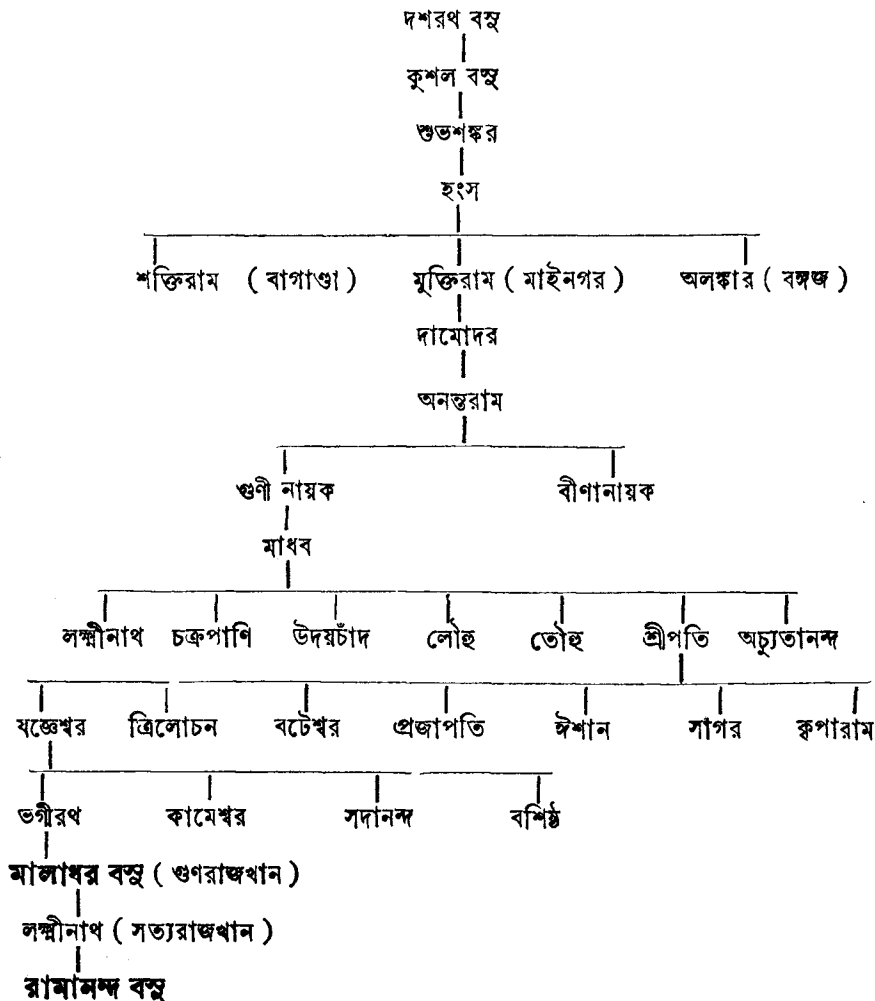 দশরথ বসু
কুশল বসু
শুভশঙ্কর
হংস
শক্তিরাম ( বাগাণ্ডা ) মুক্তিরাম ( মাইনগর ) অলঙ্কার ( বঙ্গজ )
দামোদর
অনন্তরাম
গুণী নায়ক বীণানায়ক
মাধব
লক্ষ্মীনাথ চক্রপাণি উদয়চাঁদ লৌহু তৌহু শ্রীপতি অচ্যুতানন্দ
যজ্ঞেশ্বর ত্রিলোচন বটেশ্বর প্রজাপতি ঈশান সাগর কৃপারাম
ভগীরথ কামেশ্বর সদানন্দ বশিষ্ঠ
মালাধর বসু ( গুণরাজখান )
লক্ষ্মীনাথ ( সত্যরাজখান )
রামানন্দ বসু